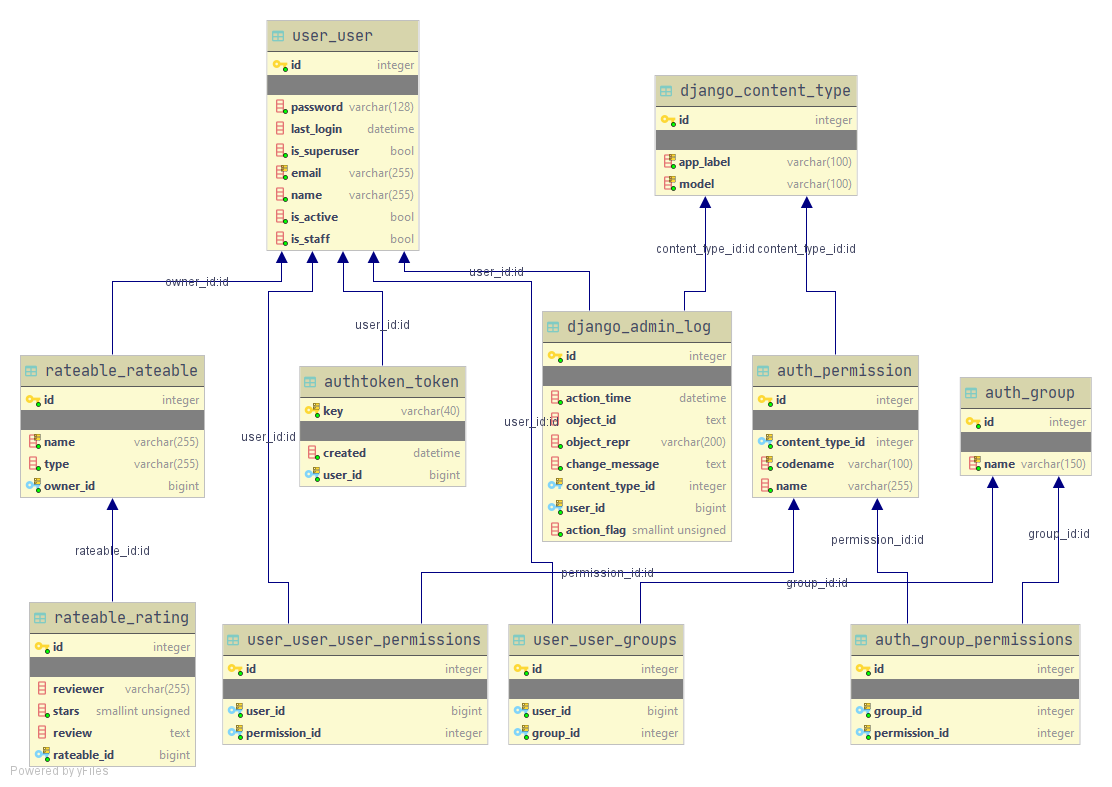 user_user
id integer
password varchar(128)
last_login datetime
is_superuser bool
email varchar(255)
name varchar(255)
is_active bool
is_staff bool
django_content_type
id integer
app_label varchar(100)
model varchar(100)
owner_id:id
user_id:id
user_id:id
user_id:id
user_id:id
content_type_id:id
content_type_id:id
rateable_rateable
id integer
name varchar(255)
type varchar(255)
owner_id bigint
authtoken_token
key varchar(40)
created datetime
user_id bigint
django_admin_log
id integer
action_time datetime
object_id text
object_repr varchar(200)
change_message text
content_type_id integer
user_id bigint
action_flag smallint unsigned
auth_permission
id integer
content_type_id integer
codename varchar(100)
name varchar(255)
auth_group
id integer
name varchar(150)
rateable_id:id
permission_id:id
group_id:id
permission_id:id
group_id:id
rateable_rating
id integer
reviewer varchar(255)
stars smallint unsigned
review text
rateable_id bigint
user_user_user_permissions
id integer
user_id bigint
permission_id integer
user_user_groups
id integer
user_id bigint
group_id integer
auth_group_permissions
id integer
group_id integer
permission_id integer
Powered by yFiles